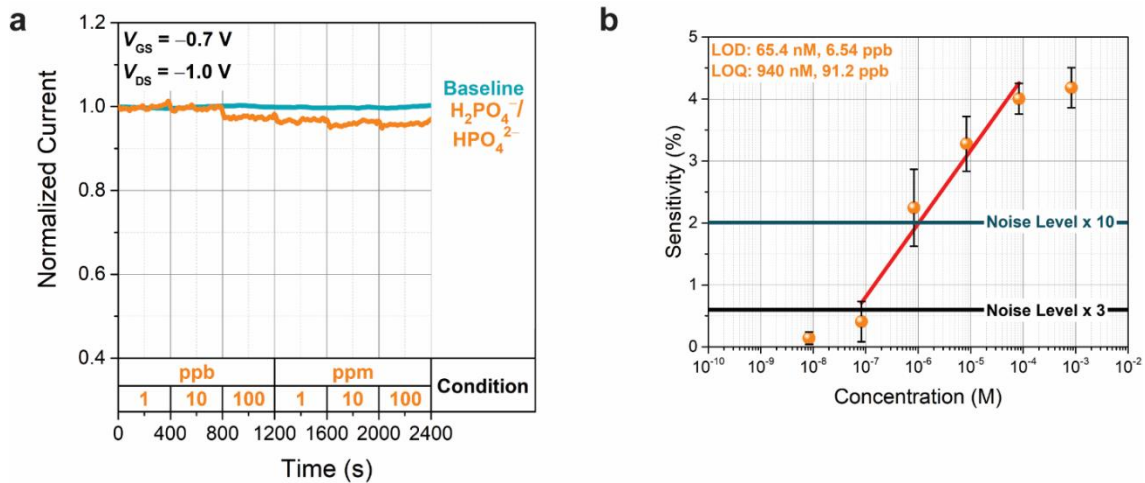 a
1.2
1.0
0.8
0.6
0.4
Normalized Current
V_GS = −0.7 V
V_DS = −1.0 V
Baseline
H₂PO₄⁻/
HPO₄²⁻
ppb ppm Condition
1 10 100 1 10 100
0 400 800 1200 1600 2000 2400
Time (s)
b
5
4
3
2
1
0
Sensitivity (%)
LOD: 65.4 nM, 6.54 ppb
LOQ: 940 nM, 91.2 ppb
Noise Level x 10
Noise Level x 3
10⁻¹⁰ 10⁻⁹ 10⁻⁸ 10⁻⁷ 10⁻⁶ 10⁻⁵ 10⁻⁴ 10⁻³ 10⁻²
Concentration (M)